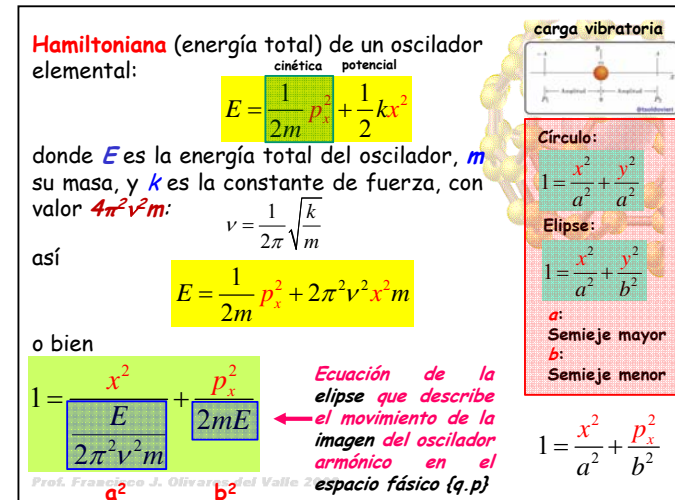 Hamiltoniana (energía total) de un oscilador
elemental:
cinética potencial
E = 1/2m p_x^2 + 1/2 kx^2
donde E es la energía total del oscilador, m
su masa, y k es la constante de fuerza, con
valor 4π²ν²m:
ν = 1/2π √(k/m)
así
E = 1/2m p_x^2 + 2π²ν²x²m
o bien
1 = x²/(E/2π²ν²m) + p_x^2/2mE
a² b²
Ecuación de la
elipse que describe
el movimiento de la
imagen del oscilador
armónico en el
espacio fásico {q.p}
Prof. Francisco J. Olivares del Valle
carga vibratoria
Círculo:
1 = x²/a² + y²/a²
Elipse:
1 = x²/a² + y²/b²
a:
Semieje mayor
b:
Semieje menor
1 = x²/a² + p_x^2/b²